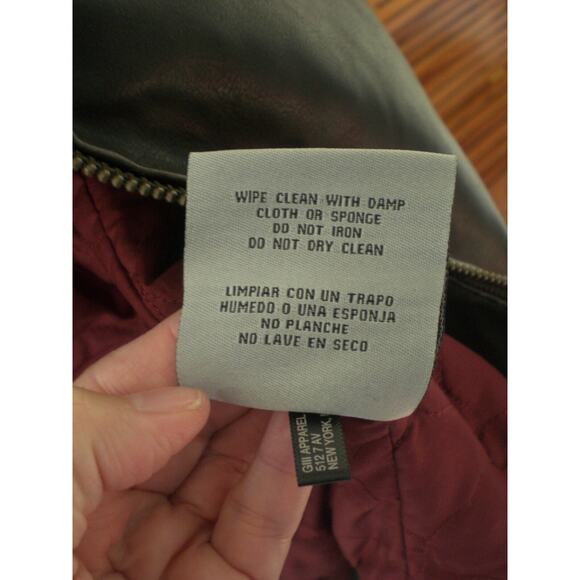 WIPE CLEAN WITH DAMP
CLOTH OR SPONGE
DO NOT IRON
DO NOT DRY CLEAN
LIMPIAR CON UN TRAPO
HUMEDO O UNA ESPONJA
NO PLANCHE
NO LAVE EN SECO
GIII APPAREL
512 7 AV
NEW YORK,